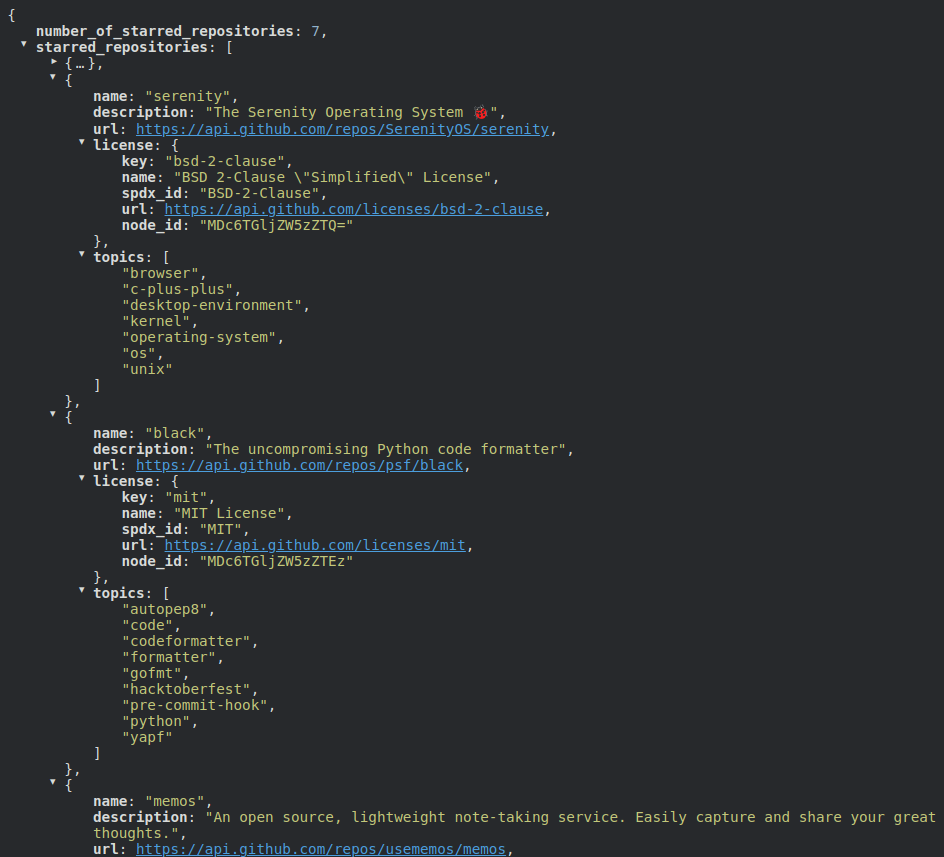 {
number_of_starred_repositories: 7,
▼ starred_repositories: [
▶ {…},
▼ {
name: "serenity",
description: "The Serenity Operating System 🐞",
url: https://api.github.com/repos/SerenityOS/serenity,
▼ license: {
key: "bsd-2-clause",
name: "BSD 2-Clause \"Simplified\" License",
spdx_id: "BSD-2-Clause",
url: https://api.github.com/licenses/bsd-2-clause,
node_id: "MDc6TGljZW5zZTQ="
},
▼ topics: [
"browser",
"c-plus-plus",
"desktop-environment",
"kernel",
"operating-system",
"os",
"unix"
]
},
▼ {
name: "black",
description: "The uncompromising Python code formatter",
url: https://api.github.com/repos/psf/black,
▼ license: {
key: "mit",
name: "MIT License",
spdx_id: "MIT",
url: https://api.github.com/licenses/mit,
node_id: "MDc6TGljZW5zZTEz"
},
▼ topics: [
"autopep8",
"code",
"codeformatter",
"formatter",
"gofmt",
"hacktoberfest",
"pre-commit-hook",
"python",
"yapf"
]
},
▼ {
name: "memos",
description: "An open source, lightweight note-taking service. Easily capture and share your great
thoughts.",
url: https://api.github.com/repos/usememos/memos,